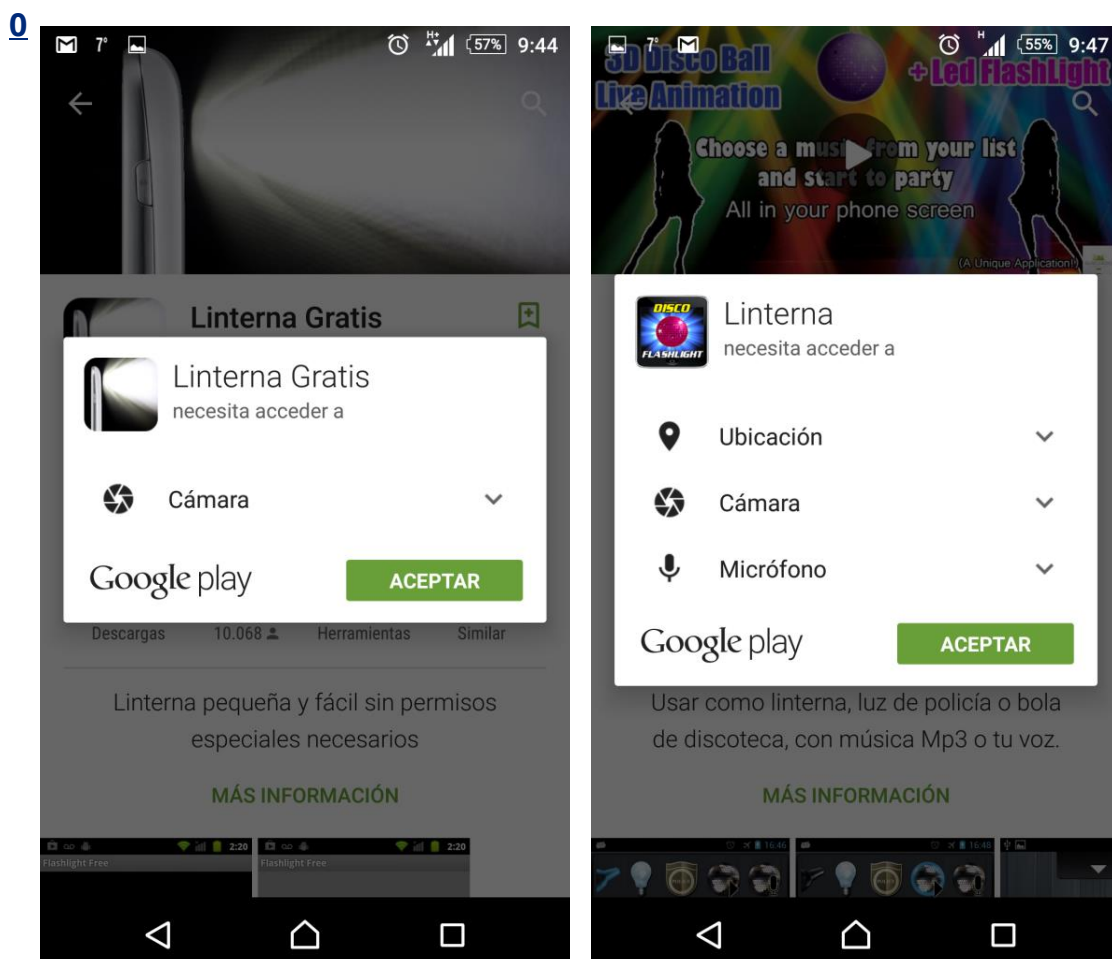 0
7° H+ 57% 9:44
Linterna Gratis
Linterna Gratis
necesita acceder a
Cámara
Google play ACEPTAR
Descargas 10.068 Herramientas Similar
Linterna pequeña y fácil sin permisos
especiales necesarios
MÁS INFORMACIÓN
2:20 2:20
Flashlight Free Flashlight Free
7° H 55% 9:47
3D Disco Ball
+ Led FlashLight
Live Animation
Choose a music from your list
and start to party
All in your phone screen
(A Unique Application!)
DISCO
FLASHLIGHT
Linterna
necesita acceder a
Ubicación
Cámara
Micrófono
Google play ACEPTAR
Usar como linterna, luz de policía o bola
de discoteca, con música Mp3 o tu voz.
MÁS INFORMACIÓN
16:46 16:48